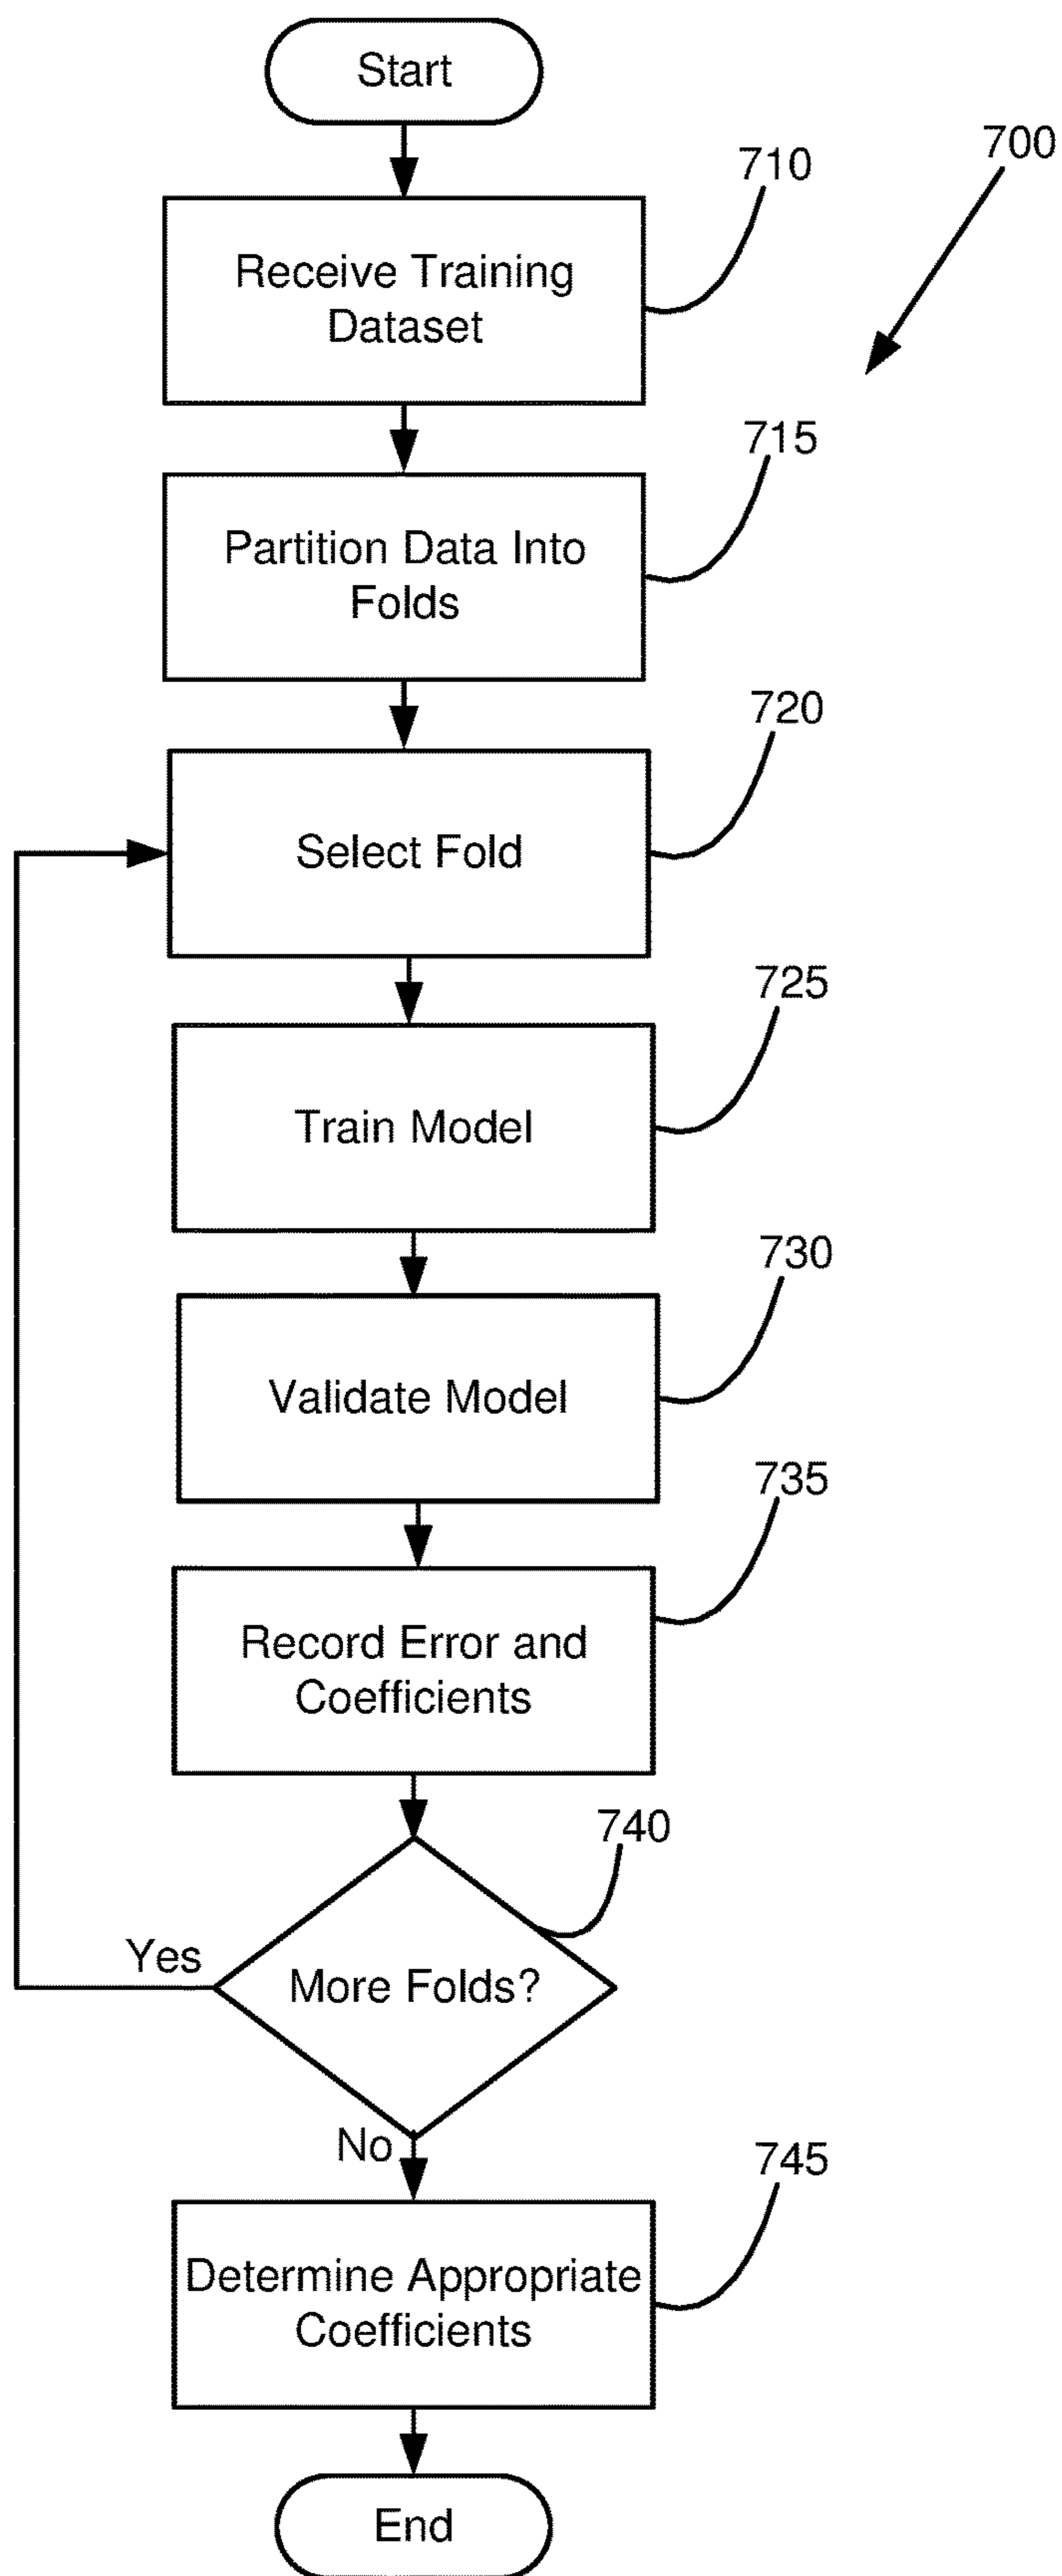 Start
700
710
Receive Training
Dataset
715
Partition Data Into
Folds
720
Select Fold
725
Train Model
730
Validate Model
735
Record Error and
Coefficients
740
Yes
More Folds?
No
745
Determine Appropriate
Coefficients
End